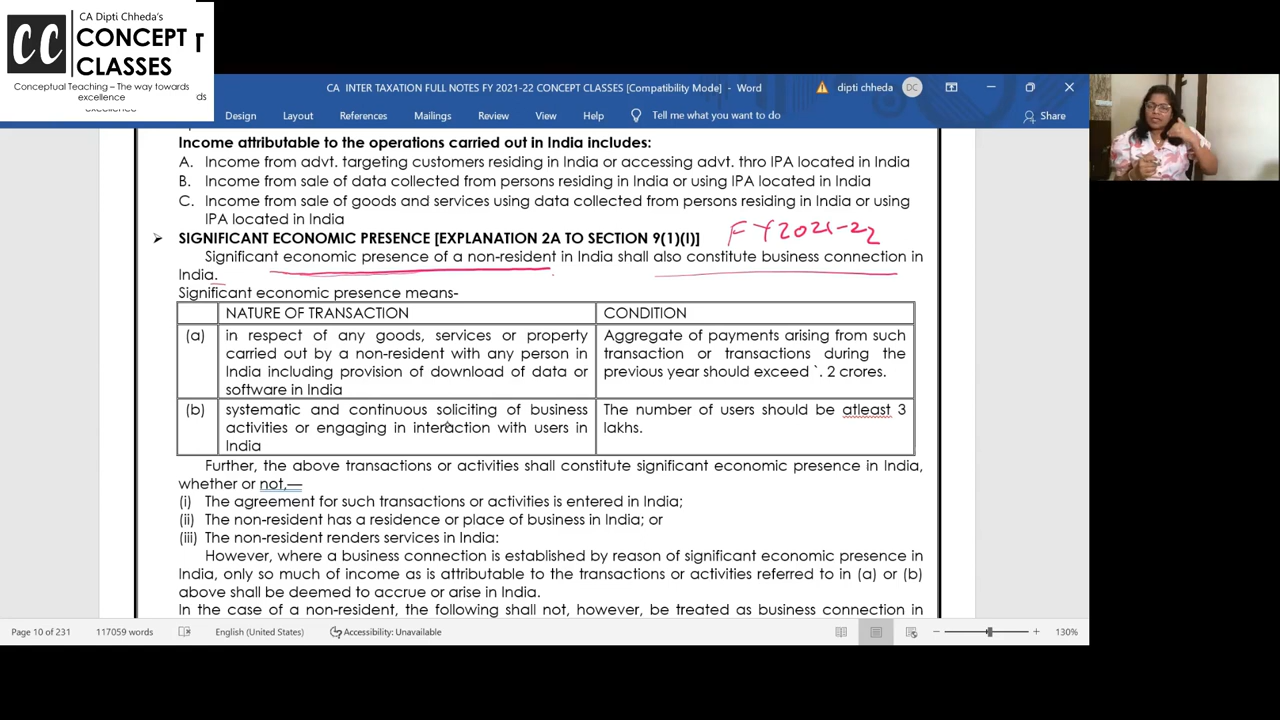 CA Dipti Chheda's
CONCEPT
CLASSES
Conceptual Teaching – The way towards
excellence
ds
CA INTER TAXATION FULL NOTES FY 2021-22 CONCEPT CLASSES [Compatibility Mode] - Word
dipti chheda
DC
Design Layout References Mailings Review View Help Tell me what you want to do Share
Income attributable to the operations carried out in India includes:
A. Income from advt. targeting customers residing in India or accessing advt. thro IPA located in India
B. Income from sale of data collected from persons residing in India or using IPA located in India
C. Income from sale of goods and services using data collected from persons residing in India or using
IPA located in India
SIGNIFICANT ECONOMIC PRESENCE [EXPLANATION 2A TO SECTION 9(1)(I)] FY2021-22
Significant economic presence of a non-resident in India shall also constitute business connection in
India.
Significant economic presence means-
NATURE OF TRANSACTION CONDITION
(a) in respect of any goods, services or property Aggregate of payments arising from such
carried out by a non-resident with any person in transaction or transactions during the
India including provision of download of data or previous year should exceed `. 2 crores.
software in India
(b) systematic and continuous soliciting of business The number of users should be atleast 3
activities or engaging in interaction with users in lakhs.
India
Further, the above transactions or activities shall constitute significant economic presence in India,
whether or not,—
(i) The agreement for such transactions or activities is entered in India;
(ii) The non-resident has a residence or place of business in India; or
(iii) The non-resident renders services in India:
However, where a business connection is established by reason of significant economic presence in
India, only so much of income as is attributable to the transactions or activities referred to in (a) or (b)
above shall be deemed to accrue or arise in India.
In the case of a non-resident, the following shall not, however, be treated as business connection in
Page 10 of 231 117059 words English (United States) Accessibility: Unavailable 130%